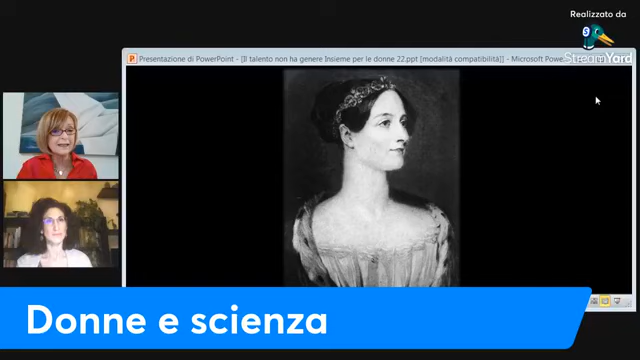 Realizzato da
StreamYard
Presentazione di PowerPoint - [Il talento non ha genere Insieme per le donne 22.ppt [modalità compatibilità]] - Microsoft Power
Donne e scienza